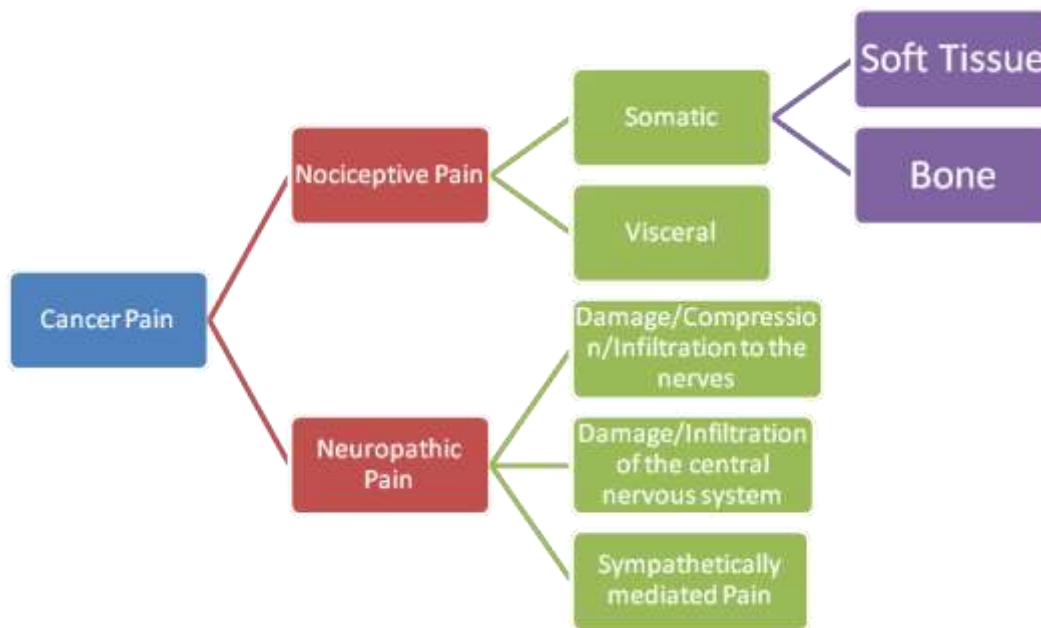 Soft Tissue
Somatic
Bone
Nociceptive Pain
Visceral
Cancer Pain
Damage/Compressio
n/Infiltration to the
nerves
Neuropathic
Pain
Damage/Infiltration
of the central
nervous system
Sympathetically
mediated Pain